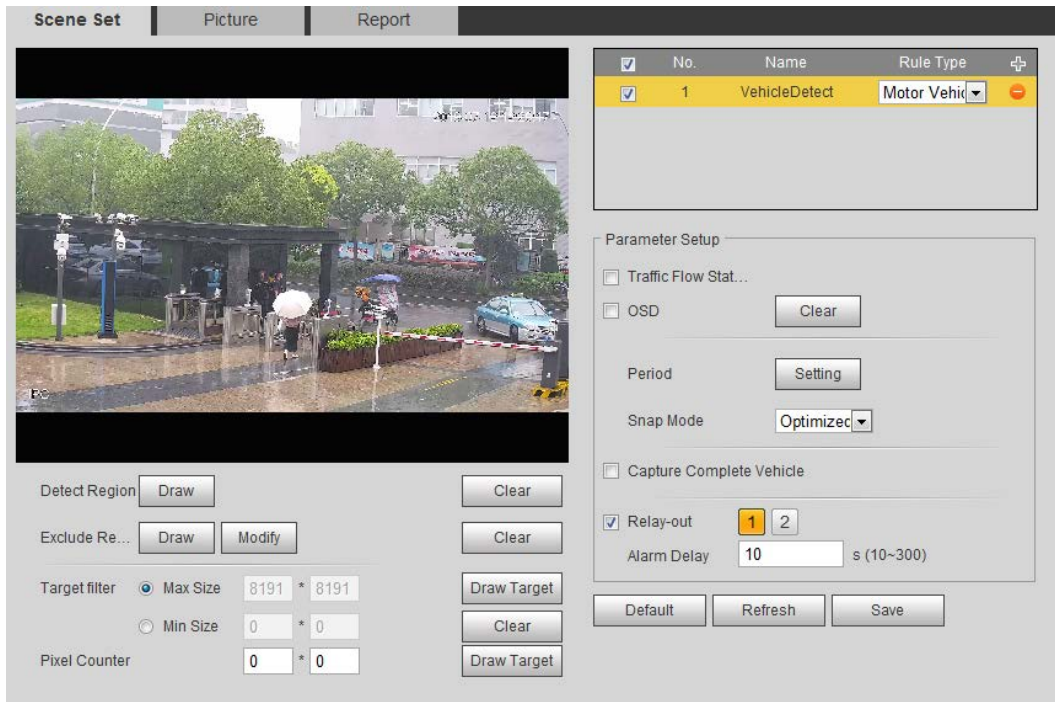 Scene Set Picture Report
No. Name Rule Type
1 VehicleDetect Motor Vehic
Parameter Setup
Traffic Flow Stat...
OSD Clear
Period Setting
Snap Mode Optimizec
Capture Complete Vehicle
Relay-out 1 2
Alarm Delay 10 s (10~300)
Default Refresh Save
IPC
Detect Region Draw Clear
Exclude Re... Draw Modify Clear
Target filter Max Size 8191 * 8191 Draw Target
Min Size 0 * 0 Clear
Pixel Counter 0 * 0 Draw Target